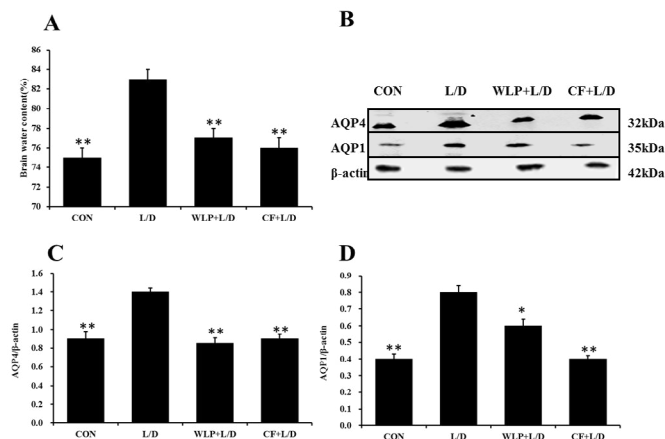 A
Brain water content(%)
86
84
82
80
78
76
74
72
70
**
**
**
CON
L/D
WLP+L/D
CF+L/D
B
CON
L/D
WLP+L/D
CF+L/D
AQP4
32kDa
AQP1
35kDa
β-actin
42kDa
C
AQP4/β-actin
1.6
1.4
1.2
1.0
0.8
0.6
0.4
0.2
0.0
**
**
**
CON
L/D
WLP+L/D
CF+L/D
D
AQP1/β-actin
0.9
0.8
0.7
0.6
0.5
0.4
0.3
0.2
0.1
0.0
**
*
**
CON
L/D
WLP+L/D
CF+L/D